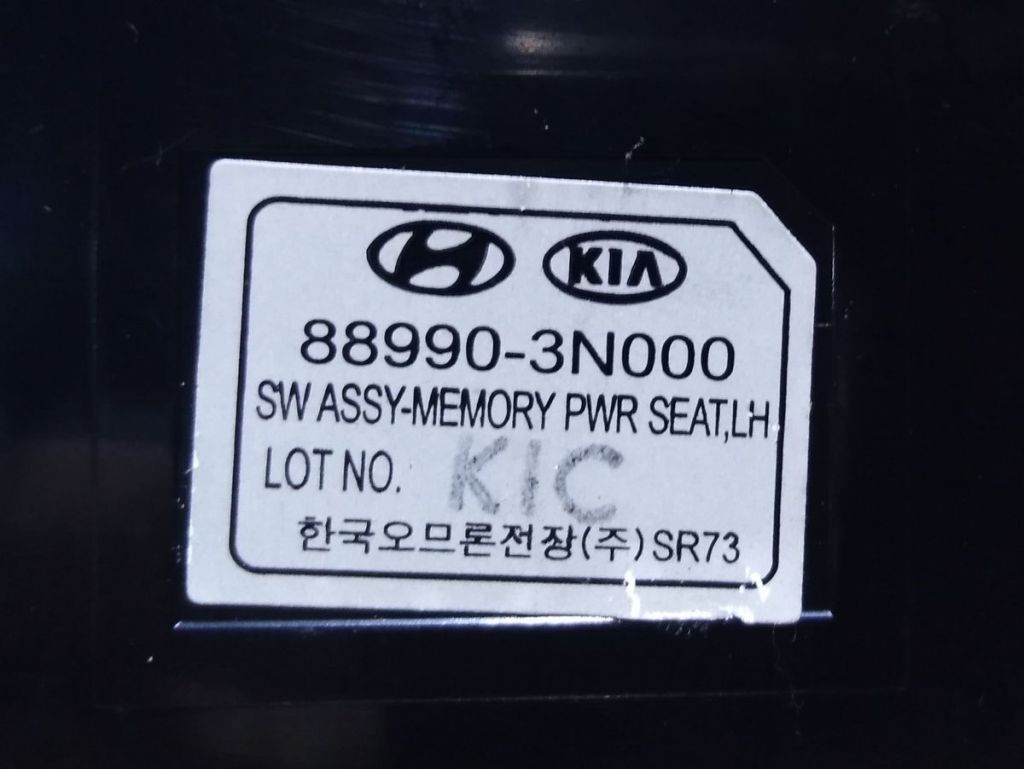 KIA
88990-3N000
SW ASSY-MEMORY PWR SEAT,LH
LOT NO. KIC
한국오므론전장(주)SR73